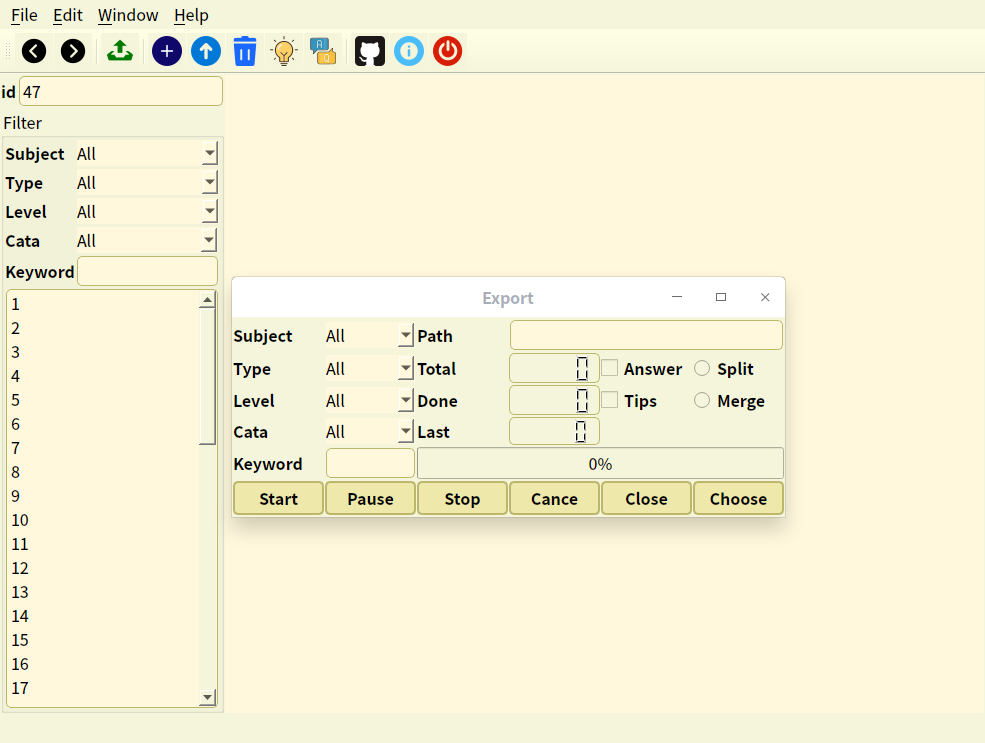 File Edit Window Help
id 47
Filter
Subject All
Type All
Level All
Cata All
Keyword
1
2
3
4
5
6
7
8
9
10
11
12
13
14
15
16
17
Export
Subject All Path
Type All Total 0 Answer Split
Level All Done 0 Tips Merge
Cata All Last 0
Keyword 0%
Start Pause Stop Cance Close Choose